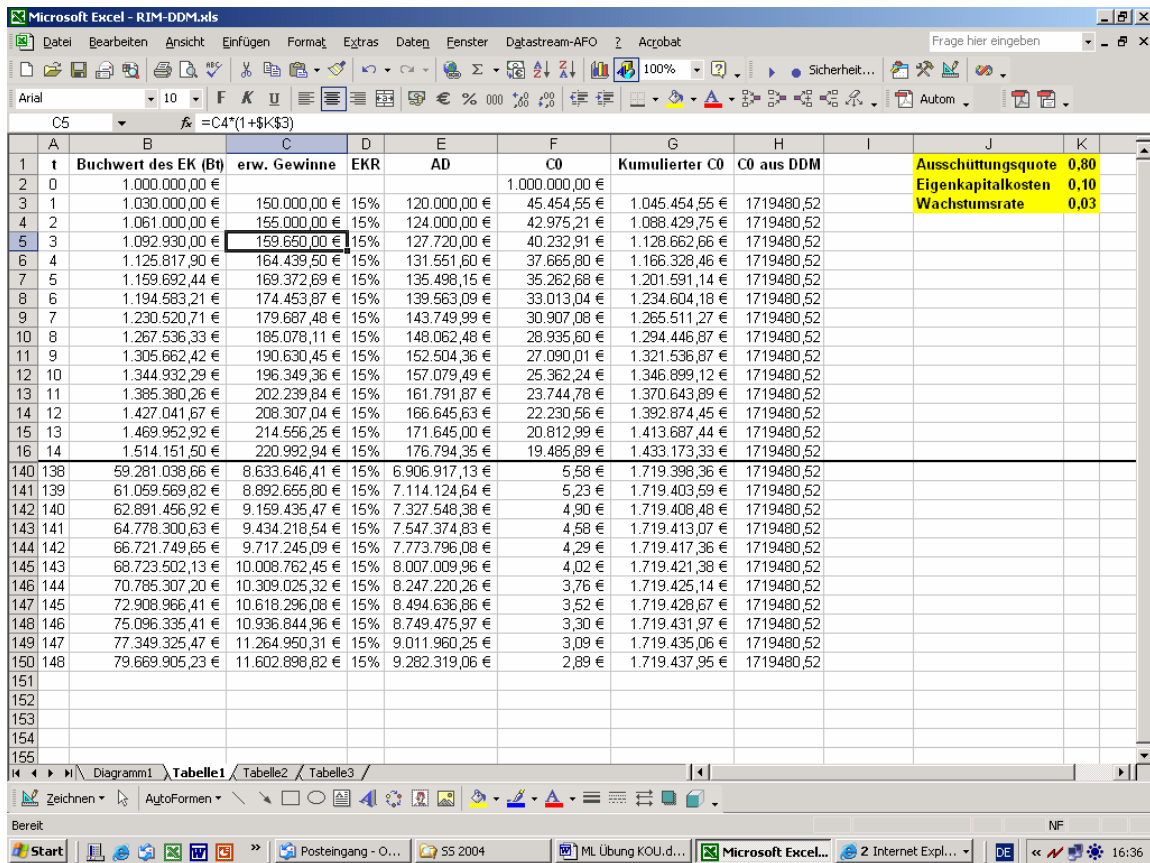 Microsoft Excel - RIM-DDM.xls
Datei Bearbeiten Ansicht Einfügen Format Extras Daten Fenster Datastream-AFO ? Acrobat Frage hier eingeben
100% Sicherheit...
Arial 10 F K U € % 000 Autom
C5 fx =C4*(1+$K$3)
A B C D E F G H I J K
1 t Buchwert des EK (Bt) erw. Gewinne EKR AD C0 Kumulierter C0 C0 aus DDM Ausschüttungsquote 0,80
2 0 1.000.000,00 € 1.000.000,00 € Eigenkapitalkosten 0,10
3 1 1.030.000,00 € 150.000,00 € 15% 120.000,00 € 45.454,55 € 1.045.454,55 € 1719480,52 Wachstumsrate 0,03
4 2 1.061.000,00 € 155.000,00 € 15% 124.000,00 € 42.975,21 € 1.088.429,75 € 1719480,52
5 3 1.092.930,00 € 159.650,00 € 15% 127.720,00 € 40.232,91 € 1.128.662,66 € 1719480,52
6 4 1.125.817,90 € 164.439,50 € 15% 131.551,60 € 37.665,80 € 1.166.328,46 € 1719480,52
7 5 1.159.692,44 € 169.372,69 € 15% 135.498,15 € 35.262,68 € 1.201.591,14 € 1719480,52
8 6 1.194.583,21 € 174.453,87 € 15% 139.563,09 € 33.013,04 € 1.234.604,18 € 1719480,52
9 7 1.230.520,71 € 179.687,48 € 15% 143.749,99 € 30.907,08 € 1.265.511,27 € 1719480,52
10 8 1.267.536,33 € 185.078,11 € 15% 148.062,48 € 28.935,60 € 1.294.446,87 € 1719480,52
11 9 1.305.662,42 € 190.630,45 € 15% 152.504,36 € 27.090,01 € 1.321.536,87 € 1719480,52
12 10 1.344.932,29 € 196.349,36 € 15% 157.079,49 € 25.362,24 € 1.346.899,12 € 1719480,52
13 11 1.385.380,26 € 202.239,84 € 15% 161.791,87 € 23.744,78 € 1.370.643,89 € 1719480,52
14 12 1.427.041,67 € 208.307,04 € 15% 166.645,63 € 22.230,56 € 1.392.874,45 € 1719480,52
15 13 1.469.952,92 € 214.556,25 € 15% 171.645,00 € 20.812,99 € 1.413.687,44 € 1719480,52
16 14 1.514.151,50 € 220.992,94 € 15% 176.794,35 € 19.485,89 € 1.433.173,33 € 1719480,52
140 138 59.281.038,66 € 8.633.646,41 € 15% 6.906.917,13 € 5,58 € 1.719.398,36 € 1719480,52
141 139 61.059.569,82 € 8.892.655,80 € 15% 7.114.124,64 € 5,23 € 1.719.403,59 € 1719480,52
142 140 62.891.456,92 € 9.159.435,47 € 15% 7.327.548,38 € 4,90 € 1.719.408,48 € 1719480,52
143 141 64.778.300,63 € 9.434.218,54 € 15% 7.547.374,83 € 4,58 € 1.719.413,07 € 1719480,52
144 142 66.721.749,65 € 9.717.245,09 € 15% 7.773.796,08 € 4,29 € 1.719.417,36 € 1719480,52
145 143 68.723.502,13 € 10.008.762,45 € 15% 8.007.009,96 € 4,02 € 1.719.421,38 € 1719480,52
146 144 70.785.307,20 € 10.309.025,32 € 15% 8.247.220,26 € 3,76 € 1.719.425,14 € 1719480,52
147 145 72.908.966,41 € 10.618.296,08 € 15% 8.494.636,86 € 3,52 € 1.719.428,67 € 1719480,52
148 146 75.096.335,41 € 10.936.844,96 € 15% 8.749.475,97 € 3,30 € 1.719.431,97 € 1719480,52
149 147 77.349.325,47 € 11.264.950,31 € 15% 9.011.960,25 € 3,09 € 1.719.435,06 € 1719480,52
150 148 79.669.905,23 € 11.602.898,82 € 15% 9.282.319,06 € 2,89 € 1.719.437,95 € 1719480,52
151
152
153
154
155
Diagramm1 Tabelle1 Tabelle2 Tabelle3
Zeichnen AutoFormen
Bereit NF
Start Posteingang - O... SS 2004 ML Übung KOU.d... Microsoft Excel... 2 Internet Expl... DE 16:36